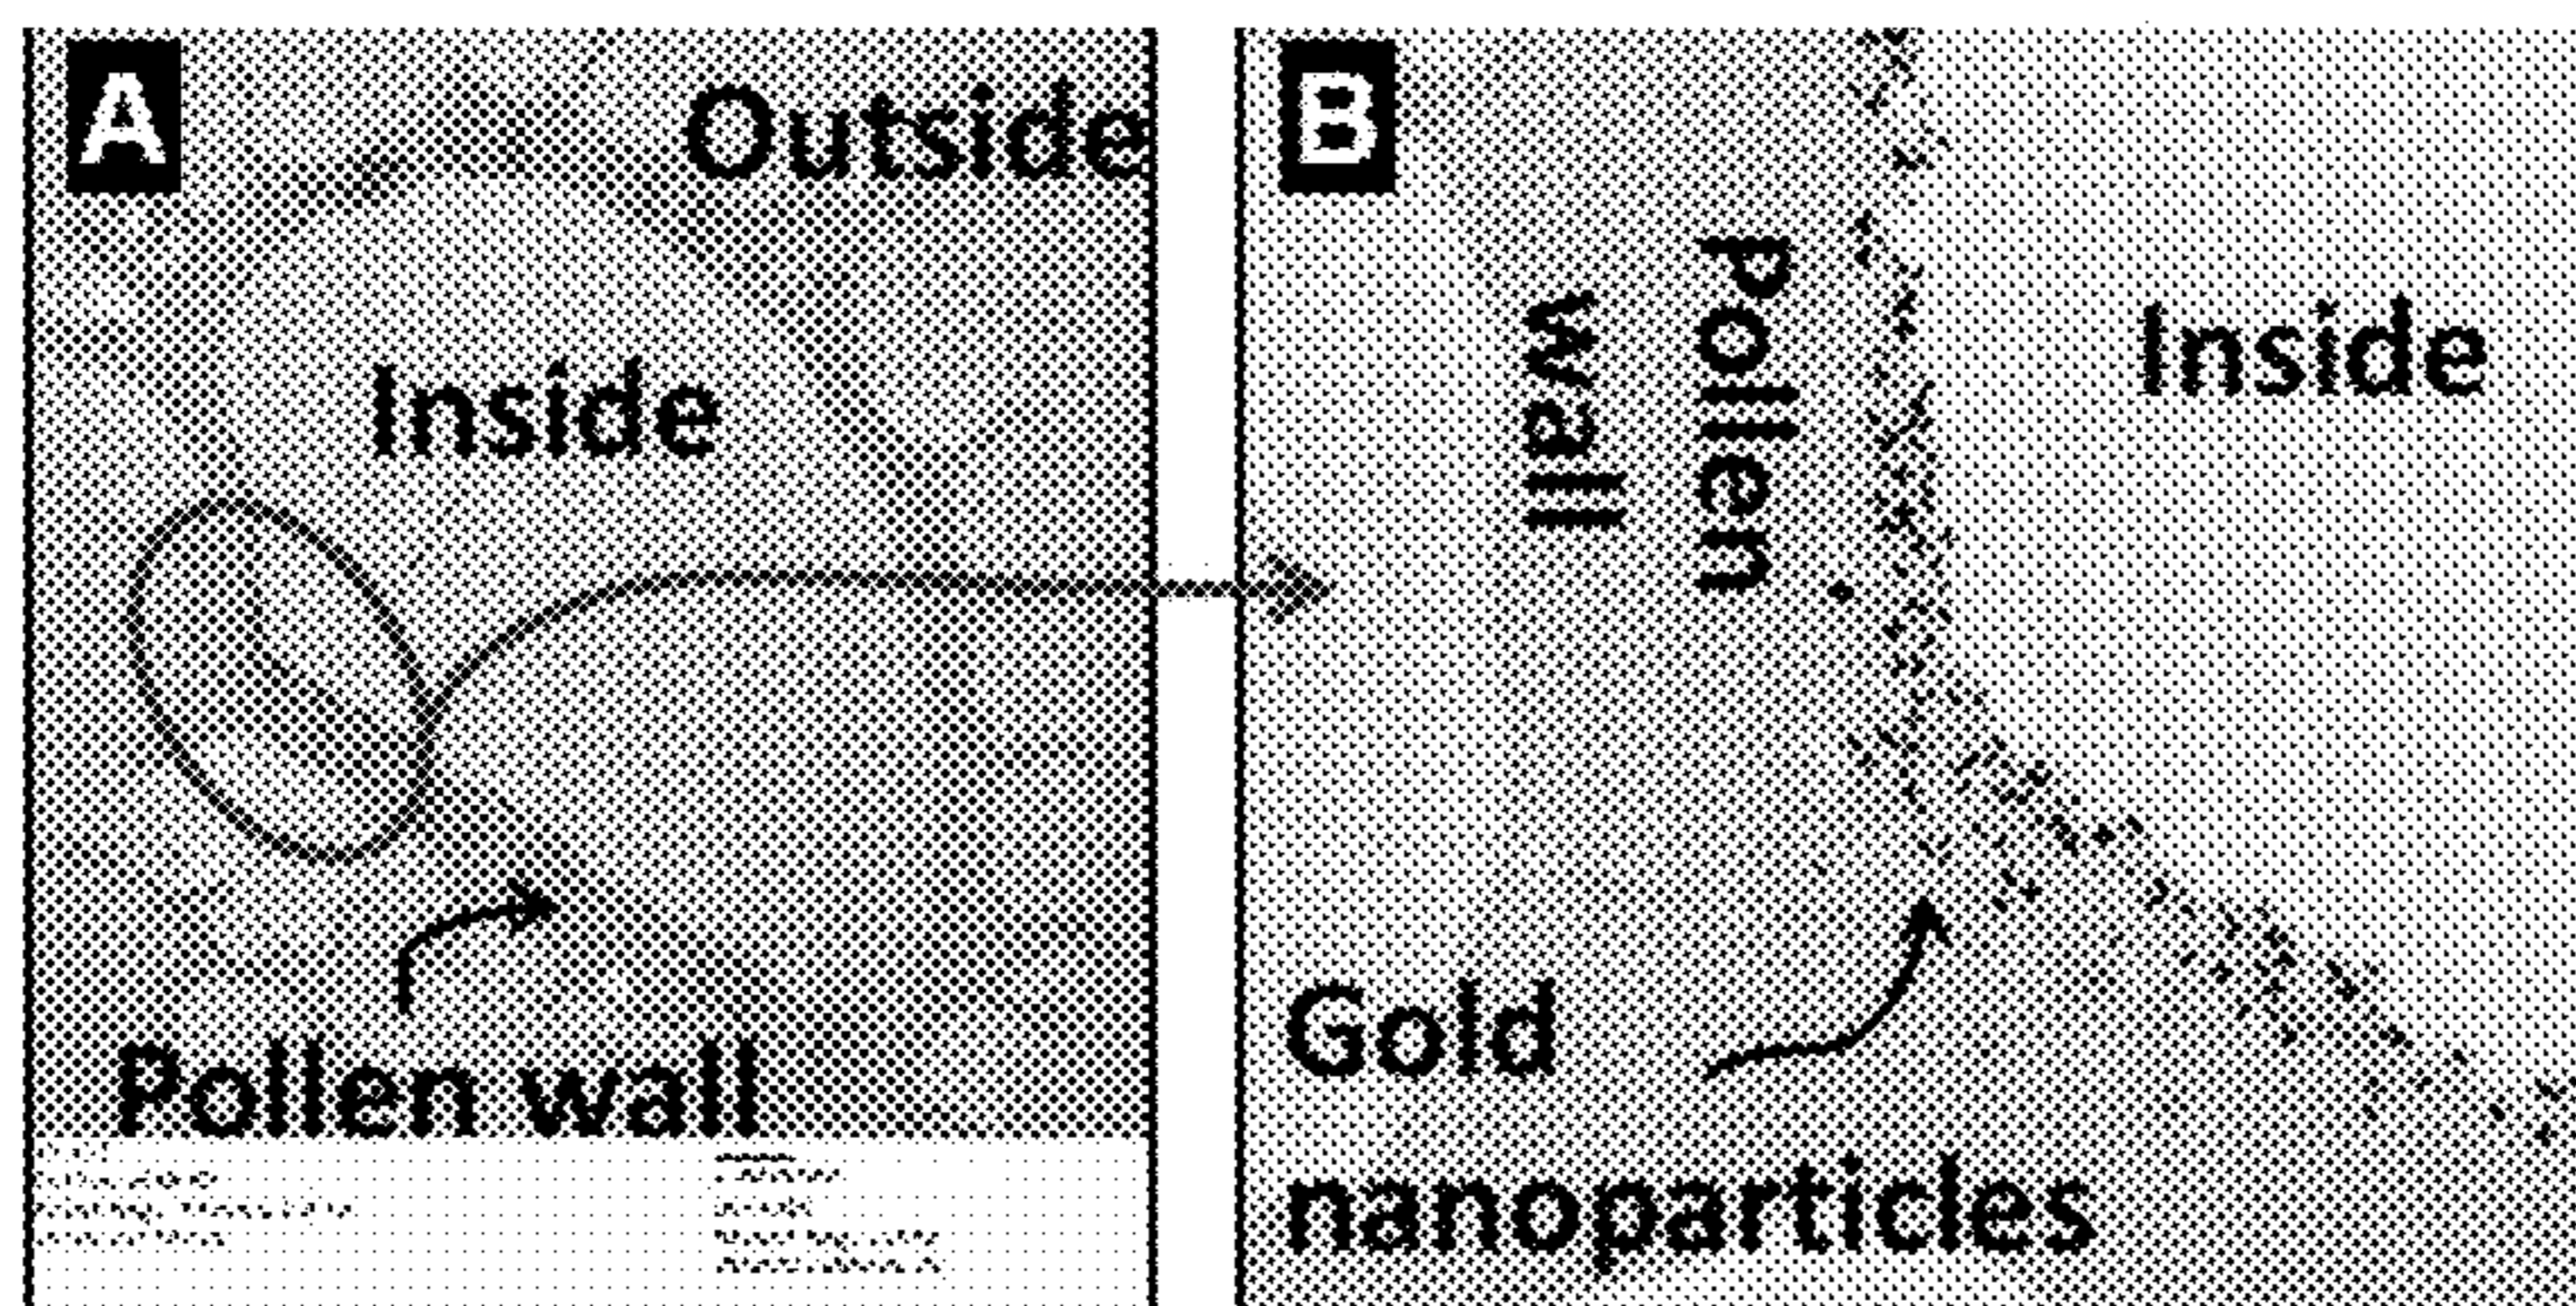 A
Outside
Inside
Pollen wall
B
Pollen
wall
Inside
Gold
nanoparticles